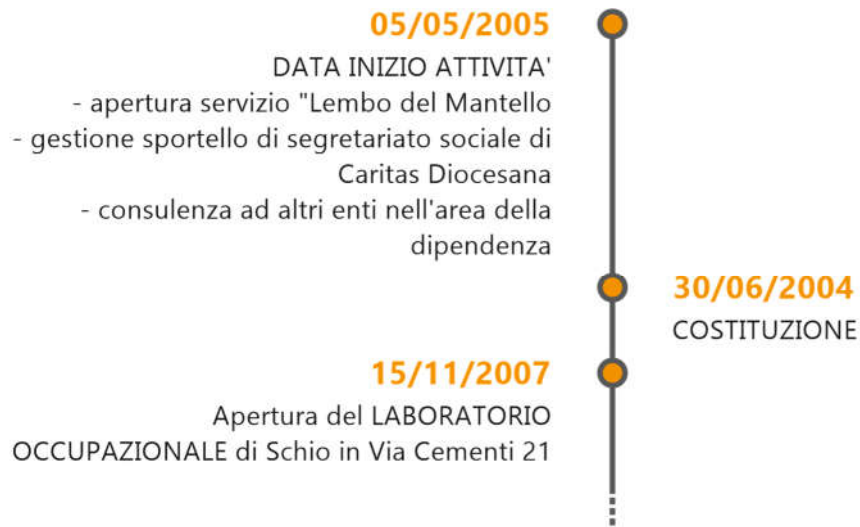 05/05/2005
DATA INIZIO ATTIVITA'
- apertura servizio "Lembo del Mantello
- gestione sportello di segretariato sociale di
Caritas Diocesana
- consulenza ad altri enti nell'area della
dipendenza
30/06/2004
COSTITUZIONE
15/11/2007
Apertura del LABORATORIO
OCCUPAZIONALE di Schio in Via Cementi 21